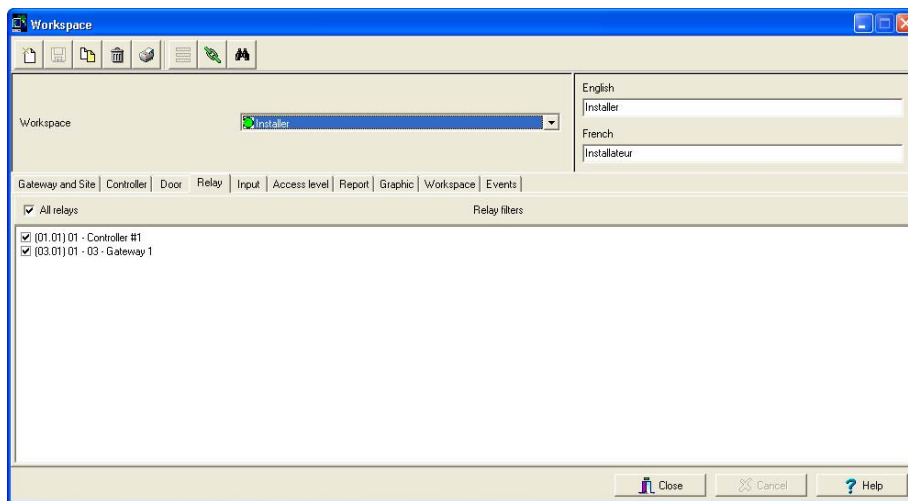 Workspace
Workspace
Installer
English
Installer
French
Installateur
Gateway and Site Controller Door Relay Input Access level Report Graphic Workspace Events
All relays
Relay filters
(01.01) 01 - Controller #1
(03.01) 01 - 03 - Gateway 1
Close Cancel Help